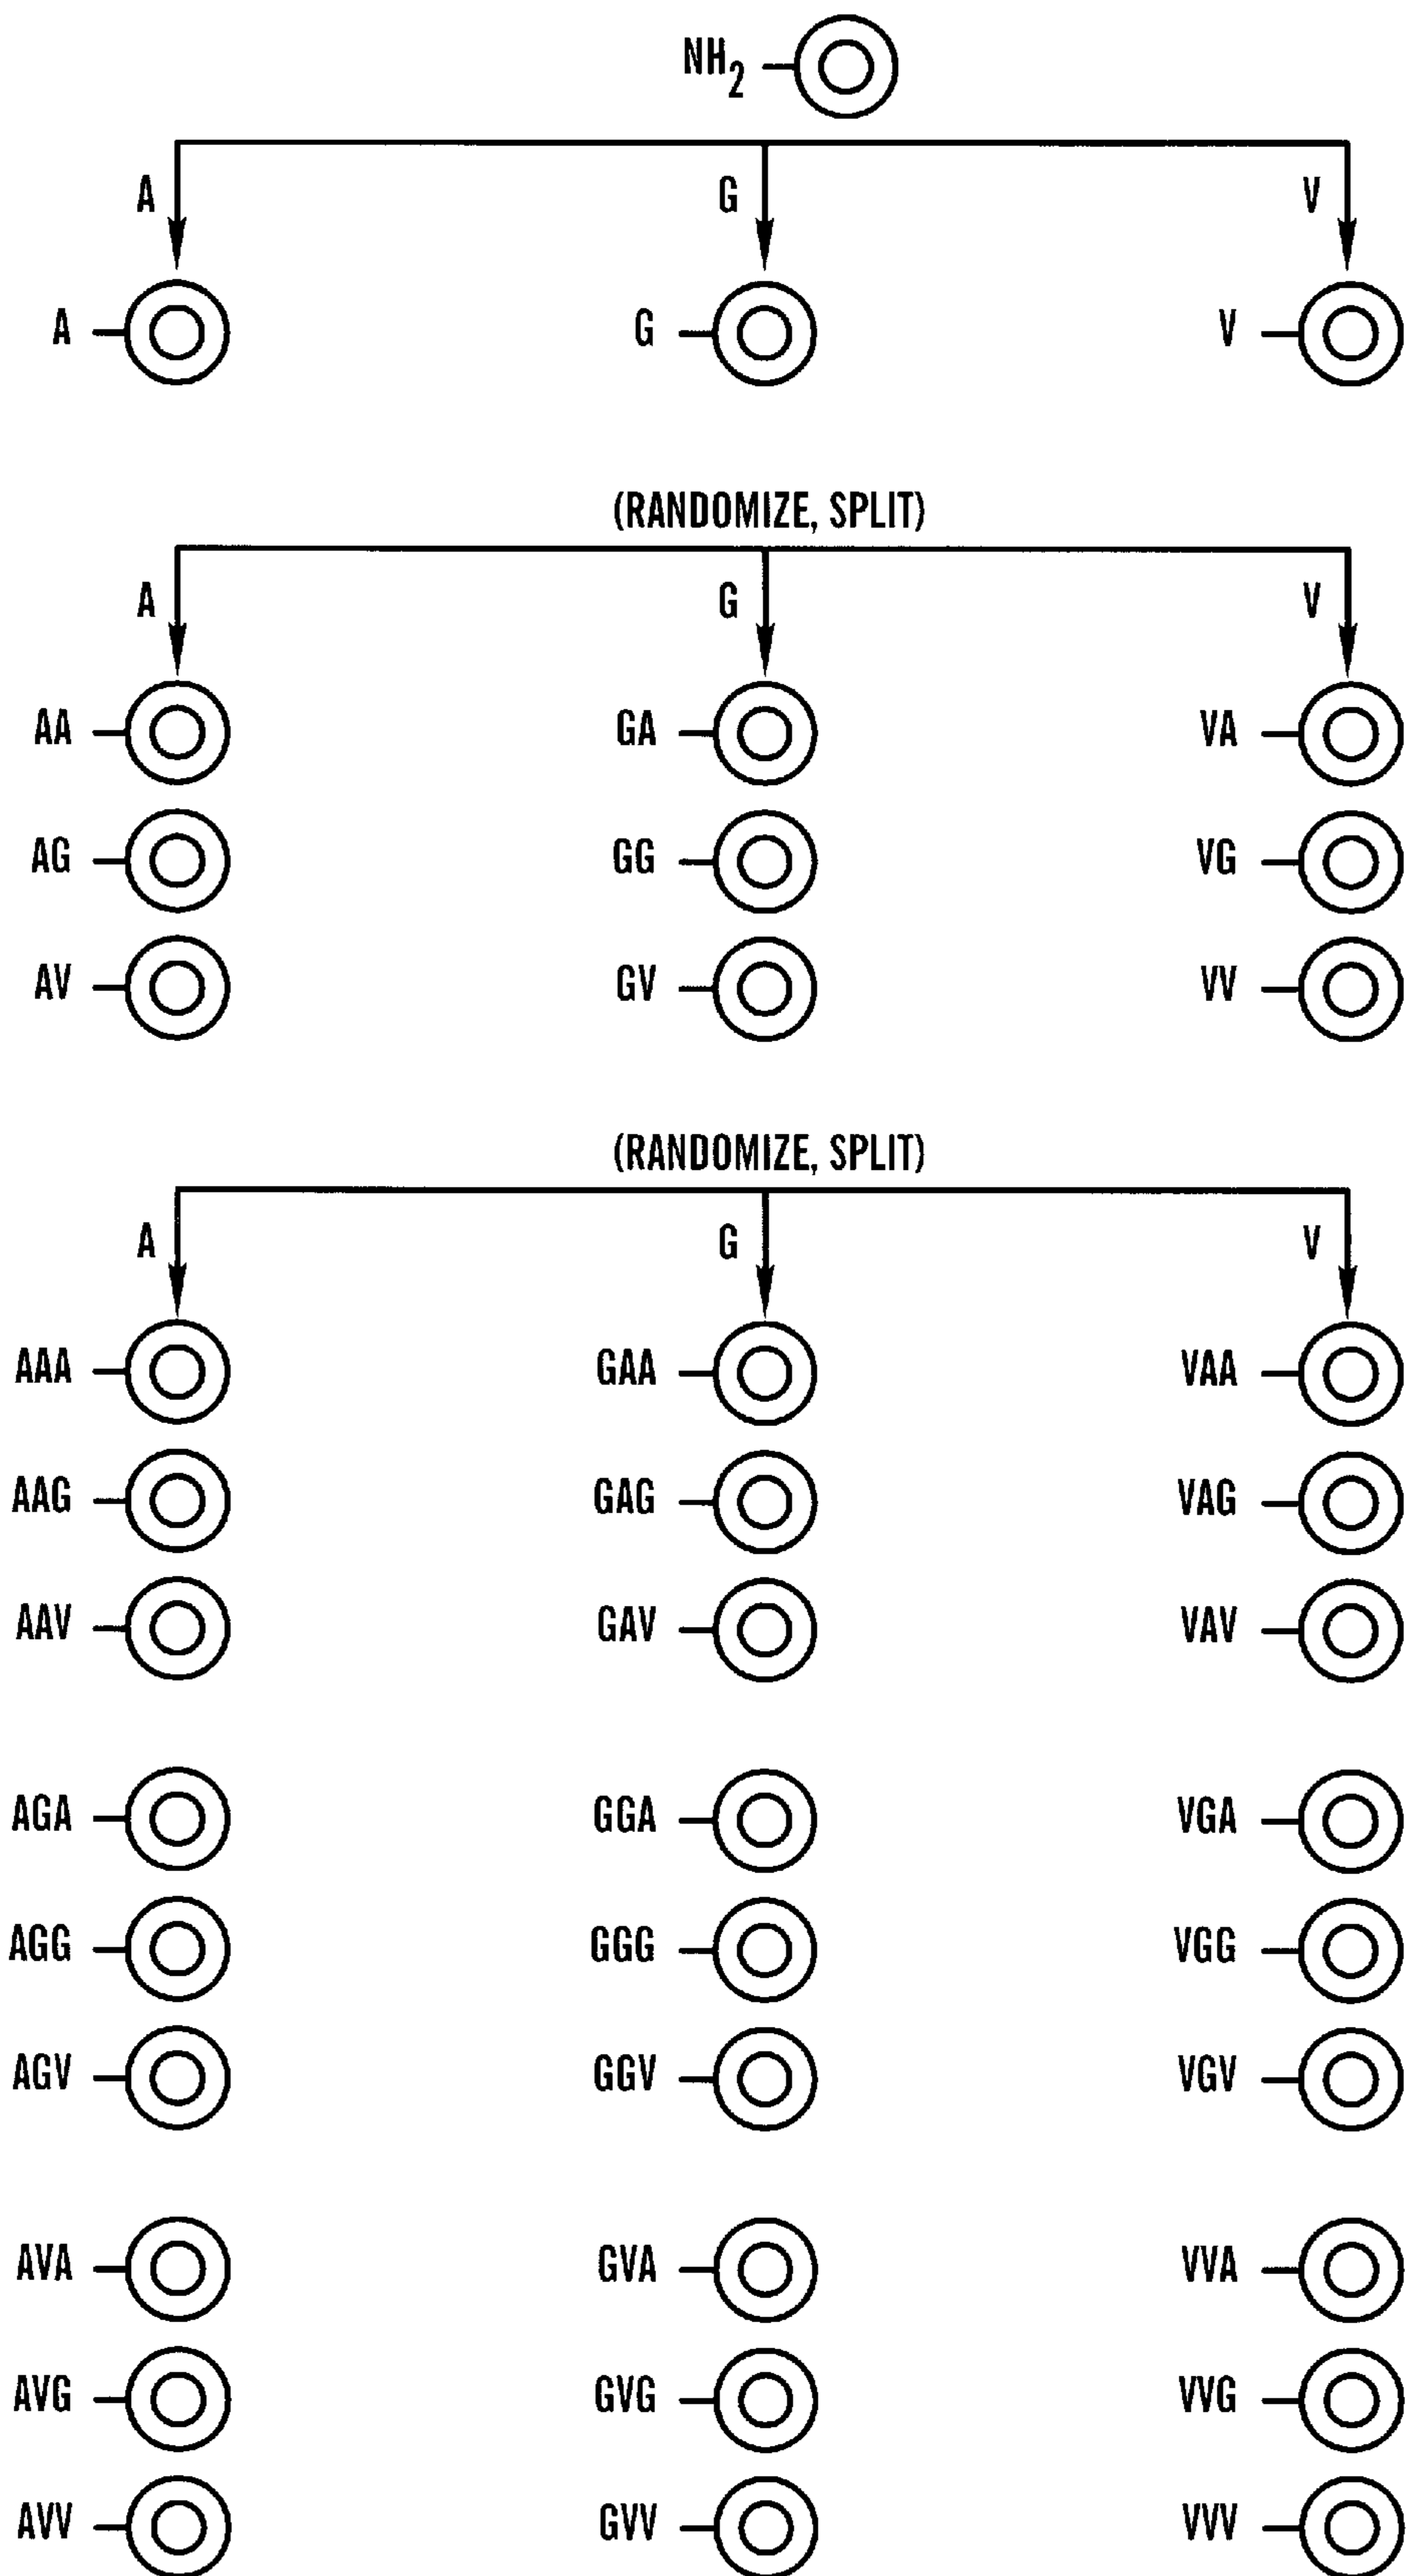 NH2
A G V
A G V
(RANDOMIZE, SPLIT)
A G V
AA GA VA
AG GG VG
AV GV VV
(RANDOMIZE, SPLIT)
A G V
AAA GAA VAA
AAG GAG VAG
AAV GAV VAV
AGA GGA VGA
AGG GGG VGG
AGV GGV VGV
AVA GVA VVA
AVG GVG VVG
AVV GVV VVV